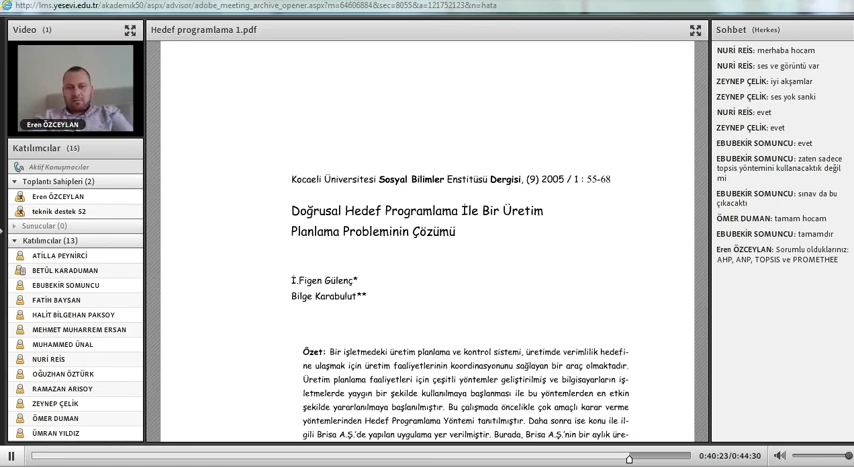 http://lms.yesevi.edu.tr/akademik50/aspx/advisor/adobe_meeting_archive_opener.aspx?m=64606884&sec=8055&ta=121752123&n=hata
Video (1)
Eren ÖZCEYLAN
Katılımcılar (15)
Aktif Konuşmacılar
Toplantı Sahipleri (2)
Eren ÖZCEYLAN
teknik destek 52
Sunucular (0)
Katılımcılar (13)
ATİLLA PEYNİRCİ
BETÜL KARADUMAN
EBUBEKİR SOMUNCU
FATİH BAYSAN
HALİT BİLGEHAN PAKSOY
MEHMET MUHARREM ERSAN
MUHAMMED ÜNAL
NURİ REİS
OĞUZHAN ÖZTÜRK
RAMAZAN ARISOY
ZEYNEP ÇELİK
ÖMER DUMAN
ÜMRAN YILDIZ
Hedef programlama 1.pdf
Kocaeli Üniversitesi Sosyal Bilimler Enstitüsü Dergisi, (9) 2005 / 1 : 55-68
Doğrusal Hedef Programlama İle Bir Üretim
Planlama Probleminin Çözümü
İ.Figen Gülenç*
Bilge Karabulut**
Özet: Bir işletmedeki üretim planlama ve kontrol sistemi, üretimde verimlilik hedefi-
ne ulaşmak için üretim faaliyetlerinin koordinasyonunu sağlayan bir araç olmaktadır.
Üretim planlama faaliyetleri için çeşitli yöntemler geliştirilmiş ve bilgisayarların iş-
letmelerde yaygın bir şekilde kullanılmaya başlanması ile bu yöntemlerden en etkin
şekilde yararlanılmaya başlanılmıştır. Bu çalışmada öncelikle çok amaçlı karar verme
yöntemlerinden Hedef Programlama Yöntemi tanıtılmıştır. Daha sonra ise konu ile il-
gili Brisa A.Ş.'de yapılan uygulama yer verilmiştir. Burada, Brisa A.Ş.'nin bir aylık üre-
Sohbet (Herkes)
NURİ REİS: merhaba hocam
NURİ REİS: ses ve görüntü var
ZEYNEP ÇELİK: iyi akşamlar
ZEYNEP ÇELİK: ses yok sanki
NURİ REİS: evet
ZEYNEP ÇELİK: evet
EBUBEKİR SOMUNCU: evet
EBUBEKİR SOMUNCU: zaten sadece
topsis yöntemini kullanacaktık değil
mi
EBUBEKİR SOMUNCU: sınav da bu
çıkacaktı
ÖMER DUMAN: tamam hocam
EBUBEKİR SOMUNCU: tamamdır
Eren ÖZCEYLAN: Sorumlu olduklarınız:
AHP, ANP, TOPSIS ve PROMETHEE
0:40:23/0:44:30